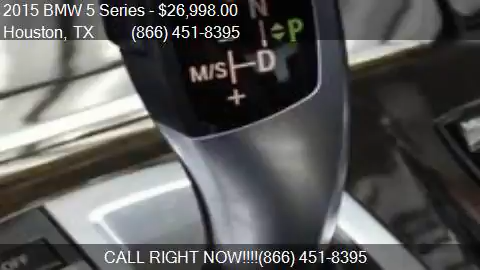 2015 BMW 5 Series - $26,998.00
Houston, TX (866) 451-8395
N
P
M/S D
+
CALL RIGHT NOW!!!!(866) 451-8395